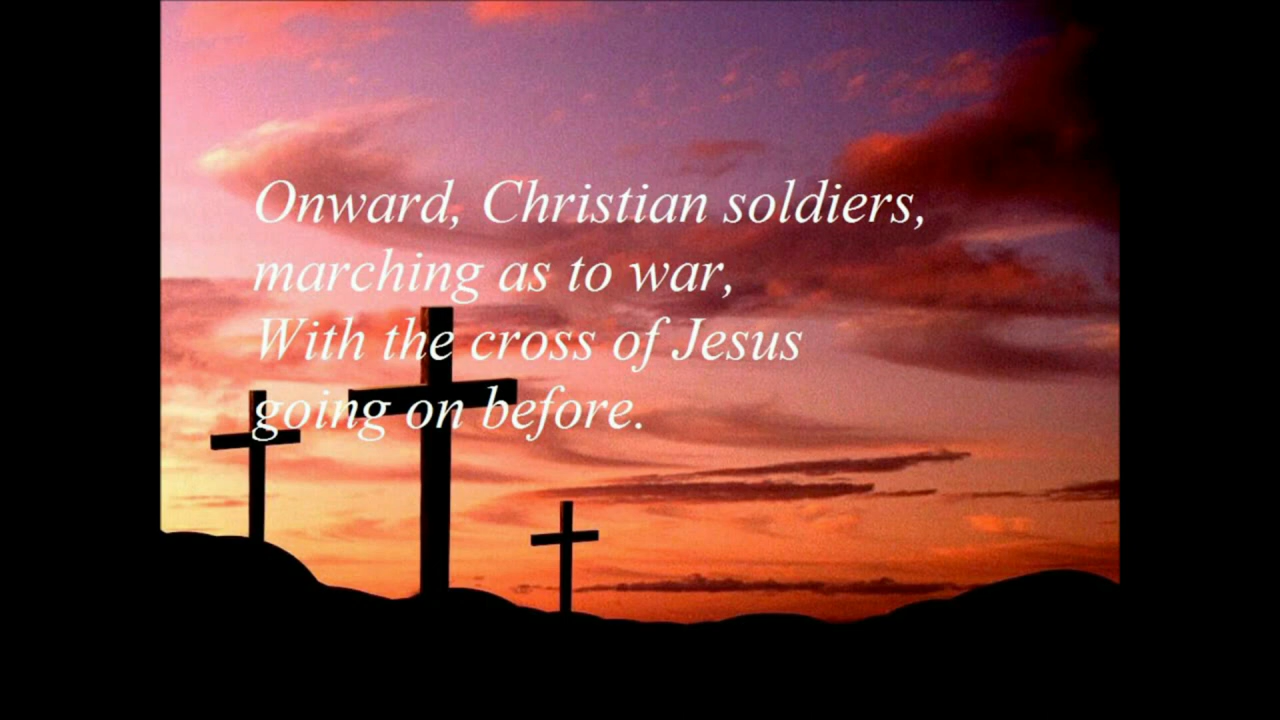 Onward, Christian soldiers,
marching as to war,
With the cross of Jesus
going on before.